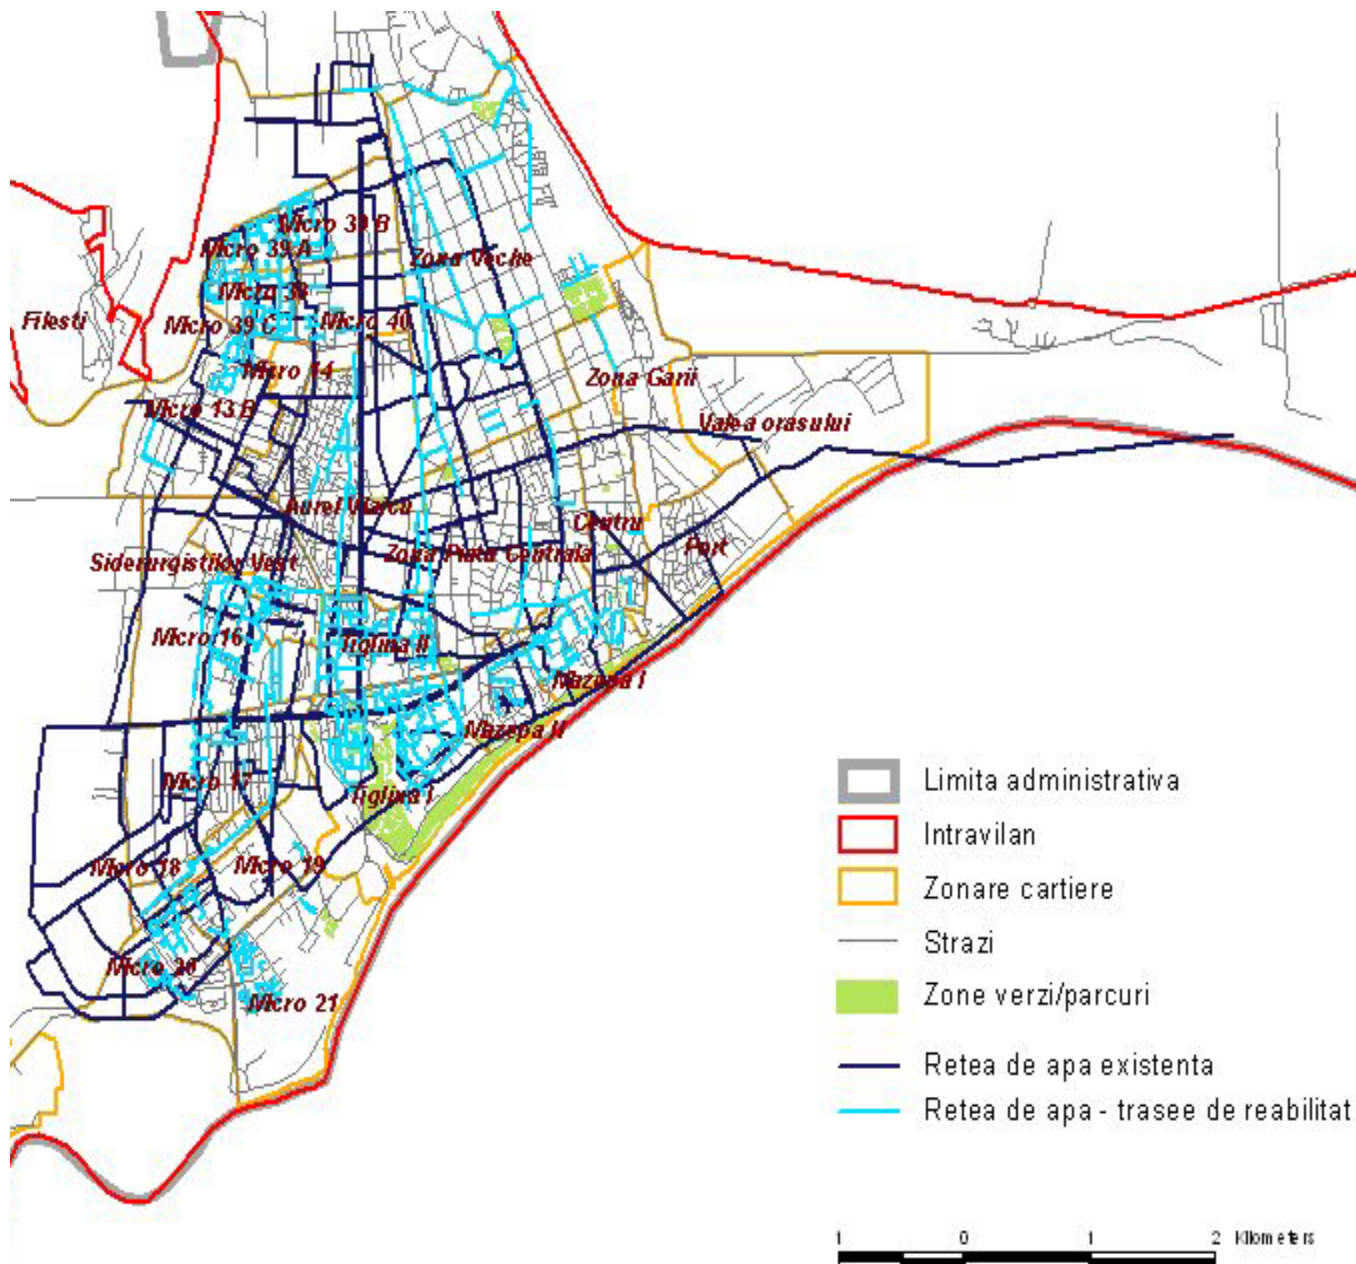 Micro 39 B
Micro 39 A
Zona Veche
Micro 38
Filesti
Micro 39 C
Micro 40
Micro 14
Zona Garii
Micro 13 B
Valea orasului
Aurel Vlaicu
Centru
Port
Zona Piata Centrala
Siderurgistilor Vest
Micro 16
Tiglina II
Mazepa I
Mazepa II
Micro 17
Tiglina I
Micro 18
Micro 19
Micro 20
Micro 21
Limita administrativa
Intravilan
Zonare cartiere
Strazi
Zone verzi/parcuri
Retea de apa existenta
Retea de apa - trasee de reabilitat
1 0 1 2 Kilometers